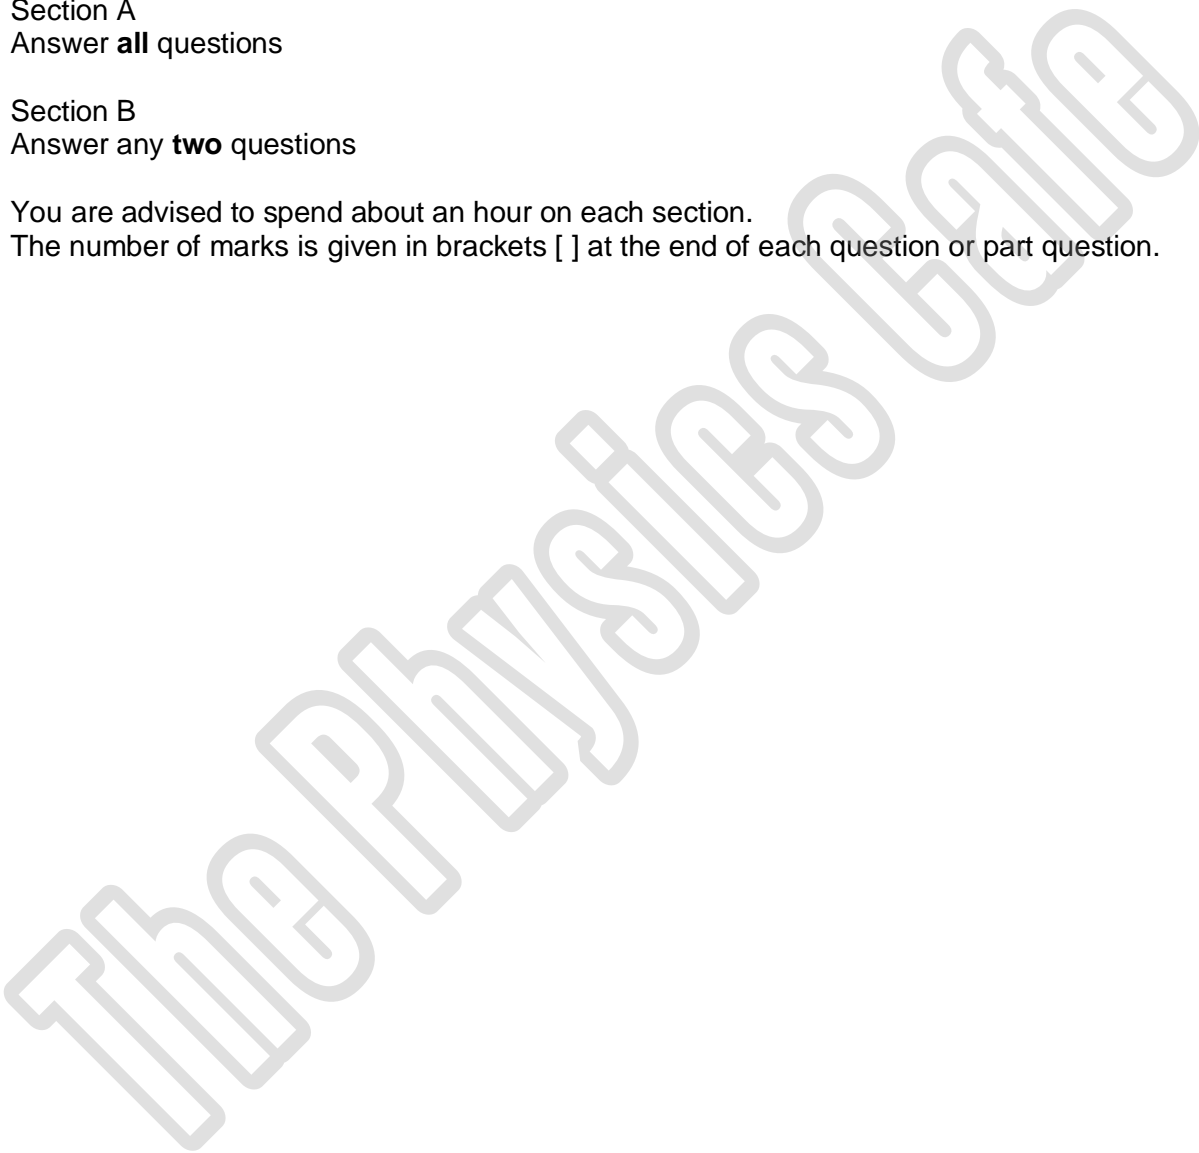 Section A
Answer all questions
Section B
Answer any two questions
You are advised to spend about an hour on each section.
The number of marks is given in brackets [ ] at the end of each question or part question.
The Physics Cafe